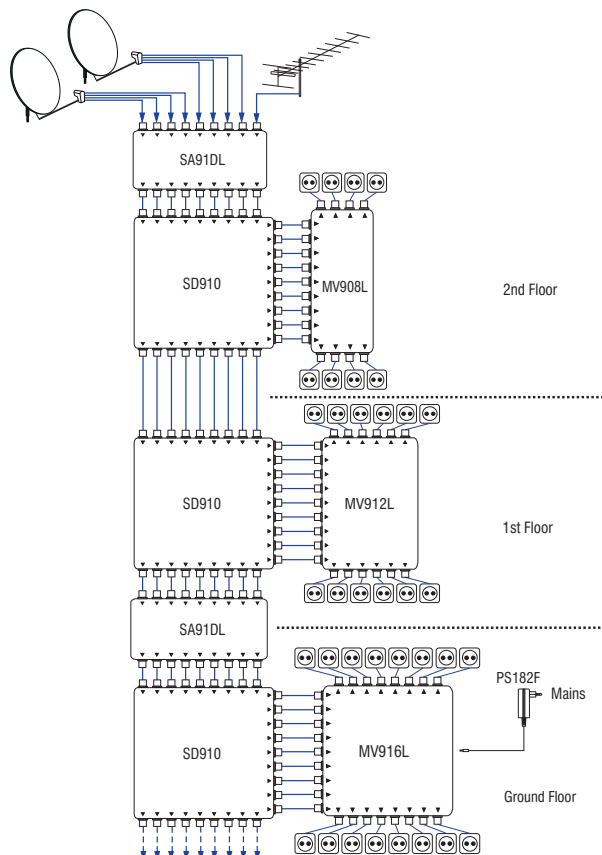 SA91DL
SD910
MV908L
2nd Floor
SD910
MV912L
1st Floor
SA91DL
PS182F
Mains
SD910
MV916L
Ground Floor